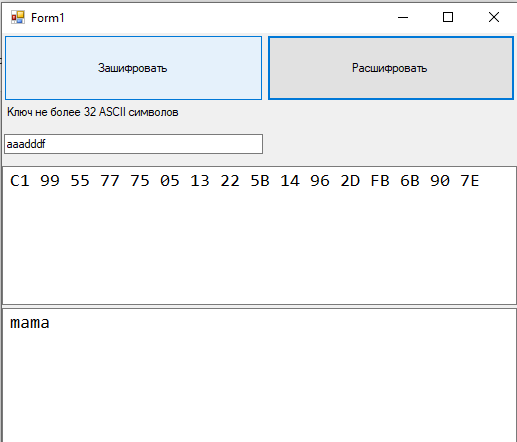 Form1
Зашифровать
Расшифровать
Ключ не более 32 ASCII символов
aaadddf
C1 99 55 77 75 05 13 22 5B 14 96 2D FB 6B 90 7E
mama